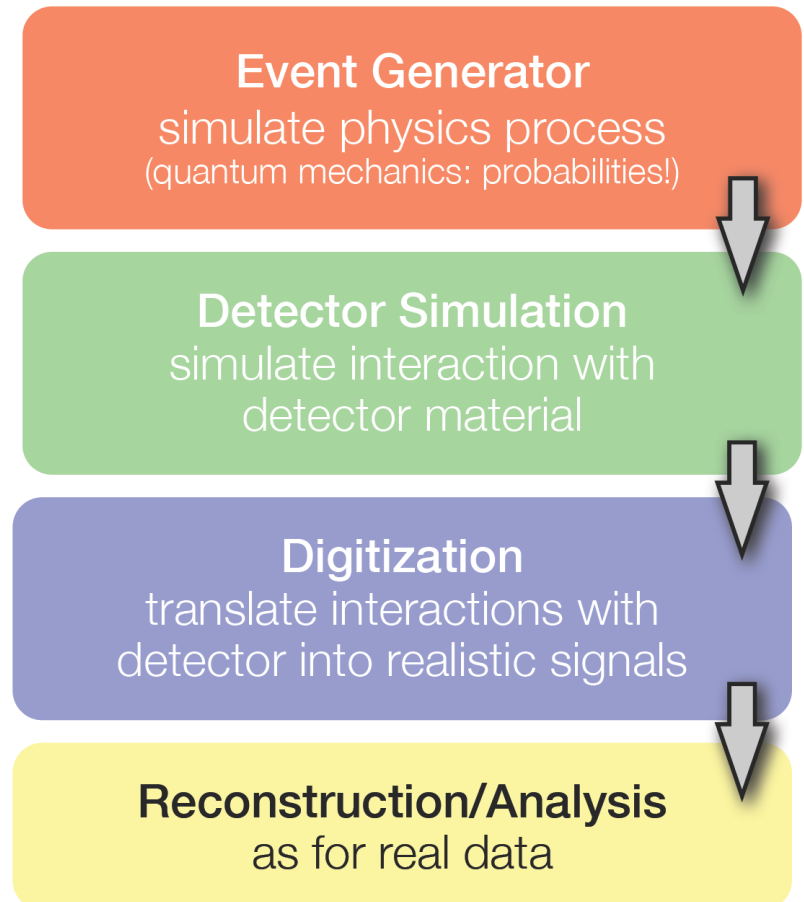 Event Generator
simulate physics process
(quantum mechanics: probabilities!)
Detector Simulation
simulate interaction with
detector material
Digitization
translate interactions with
detector into realistic signals
Reconstruction/Analysis
as for real data